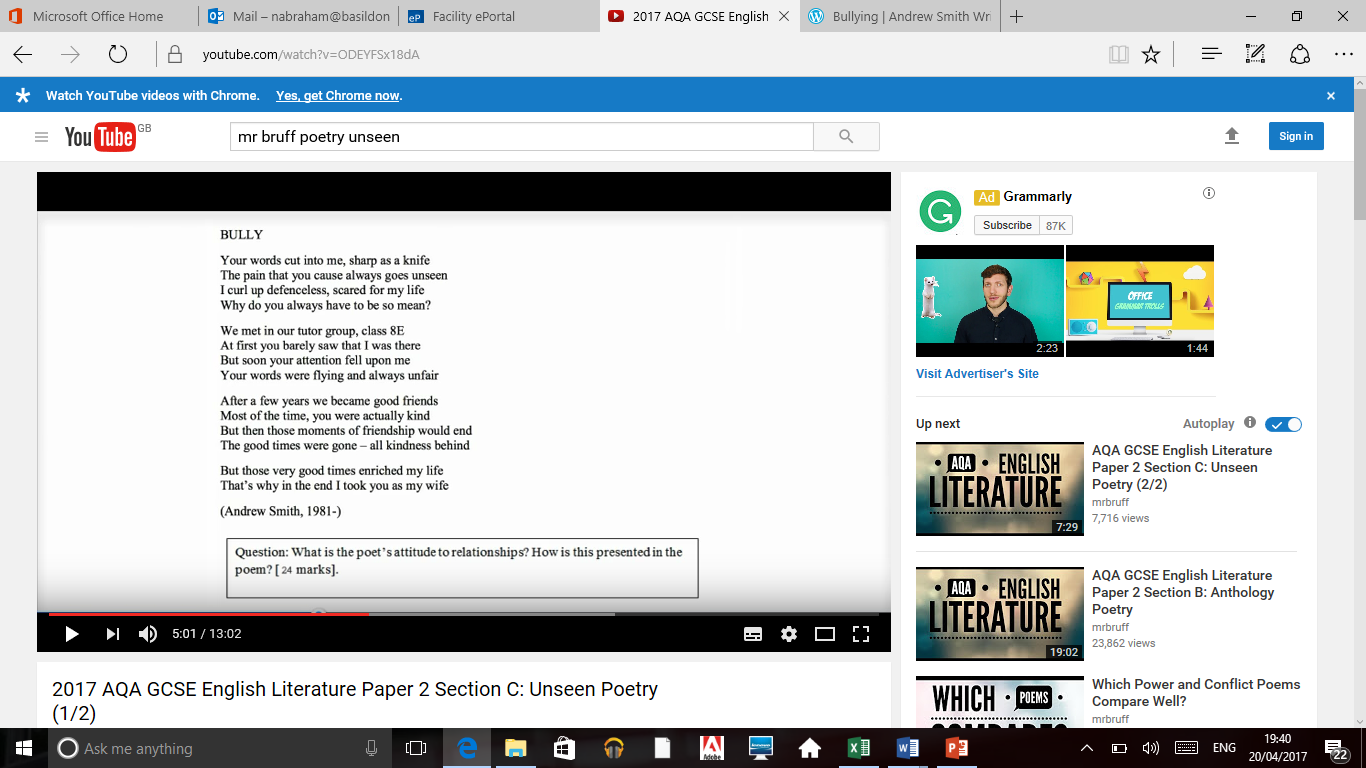 Microsoft Office Home
Mail – nabraham@basildon
Facility ePortal
2017 AQA GCSE English
Bullying | Andrew Smith Wri
youtube.com/watch?v=ODEYFSx18dA
Watch YouTube videos with Chrome. Yes, get Chrome now.
YouTube GB
mr bruff poetry unseen
Sign in
BULLY
Your words cut into me, sharp as a knife
The pain that you cause always goes unseen
I curl up defenceless, scared for my life
Why do you always have to be so mean?
We met in our tutor group, class 8E
At first you barely saw that I was there
But soon your attention fell upon me
Your words were flying and always unfair
After a few years we became good friends
Most of the time, you were actually kind
But then those moments of friendship would end
The good times were gone – all kindness behind
But those very good times enriched my life
That's why in the end I took you as my wife
(Andrew Smith, 1981-)
Question: What is the poet's attitude to relationships? How is this presented in the
poem? [ 24 marks].
5:01 / 13:02
2017 AQA GCSE English Literature Paper 2 Section C: Unseen Poetry
(1/2)
Ad Grammarly
Subscribe 87K
2:23
OFFICE
GRAMMAR TROLLS
1:44
Visit Advertiser's Site
Up next
Autoplay
AQA ENGLISH
LITERATURE
7:29
AQA GCSE English Literature
Paper 2 Section C: Unseen
Poetry (2/2)
mrbruff
7,716 views
AQA ENGLISH
LITERATURE
19:02
AQA GCSE English Literature
Paper 2 Section B: Anthology
Poetry
mrbruff
23,862 views
WHICH POEMS
Which Power and Conflict Poems
Compare Well?
mrbruff
Ask me anything
Adobe
ENG
19:40
20/04/2017
22